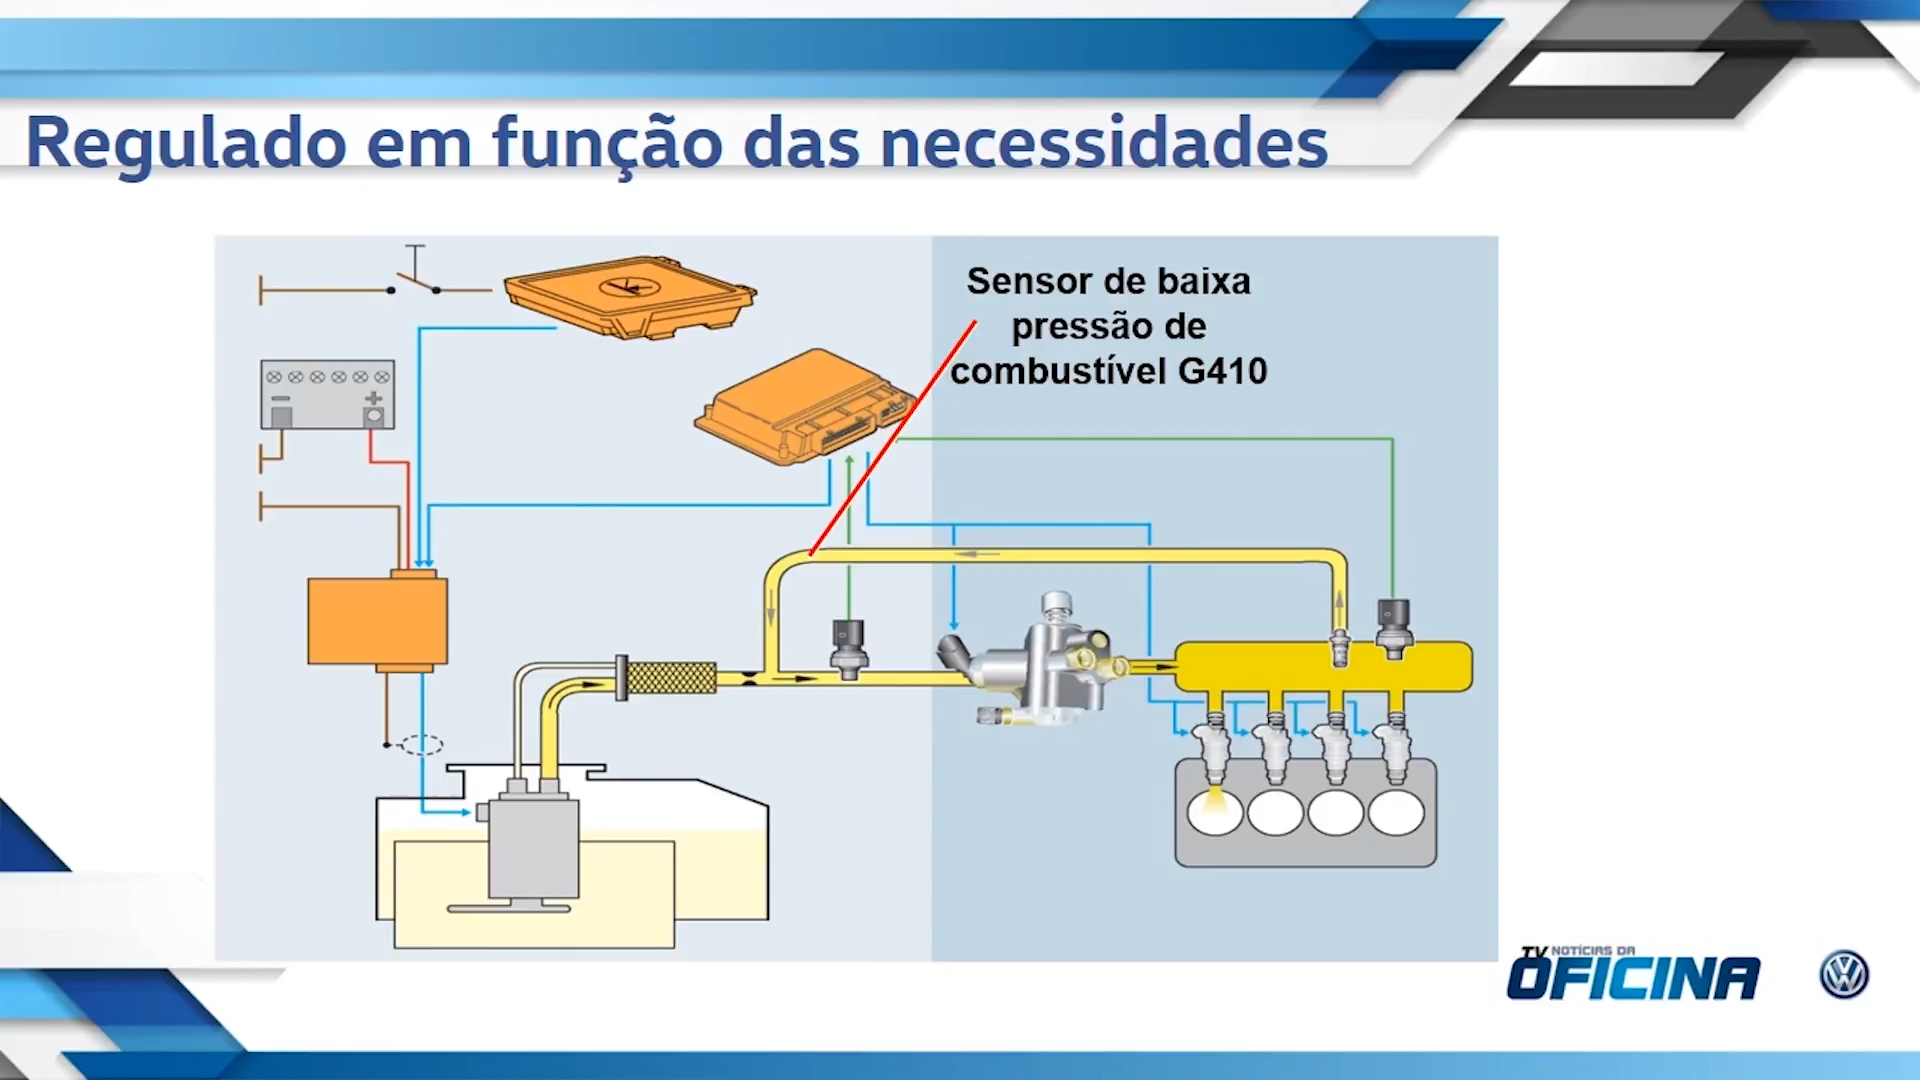 Regulado em função das necessidades
Sensor de baixa
pressão de
combustível G410
TV NOTÍCIAS DA
OFICINA